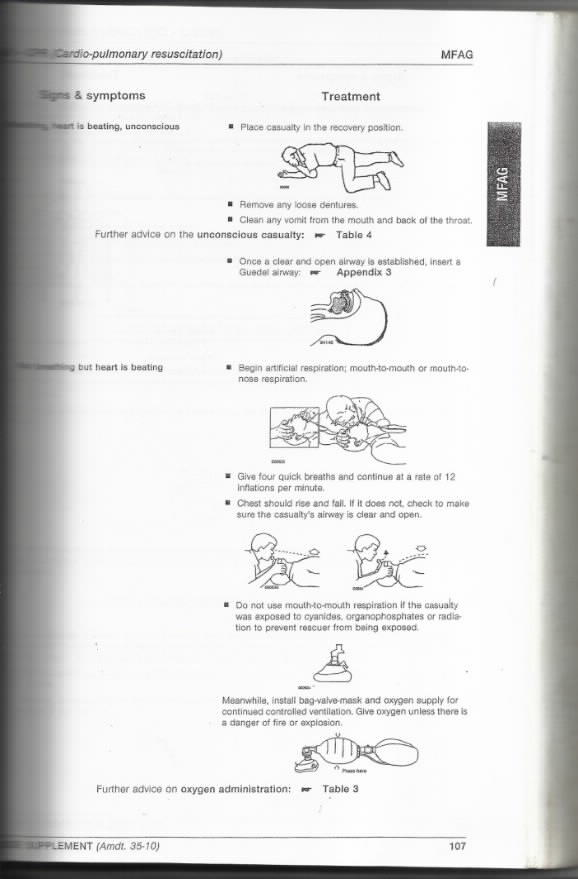 CPR (Cardio-pulmonary resuscitation)
MFAG
Signs & symptoms
Treatment
heart is beating, unconscious
■ Place casualty in the recovery position.
■ Remove any loose dentures.
■ Clean any vomit from the mouth and back of the throat.
Further advice on the unconscious casualty: ☛ Table 4
MFAG
■ Once a clear and open airway is established, insert a
Guedel airway: ☛ Appendix 3
breathing but heart is beating
■ Begin artificial respiration; mouth-to-mouth or mouth-to-
nose respiration.
■ Give four quick breaths and continue at a rate of 12
inflations per minute.
■ Chest should rise and fall. If it does not, check to make
sure the casualty's airway is clear and open.
■ Do not use mouth-to-mouth respiration if the casualty
was exposed to cyanides, organophosphates or radia-
tion to prevent rescuer from being exposed.
Meanwhile, install bag-valve-mask and oxygen supply for
continued controlled ventilation. Give oxygen unless there is
a danger of fire or explosion.
Press here
Further advice on oxygen administration: ☛ Table 3
SUPPLEMENT (Amdt. 35-10)
107